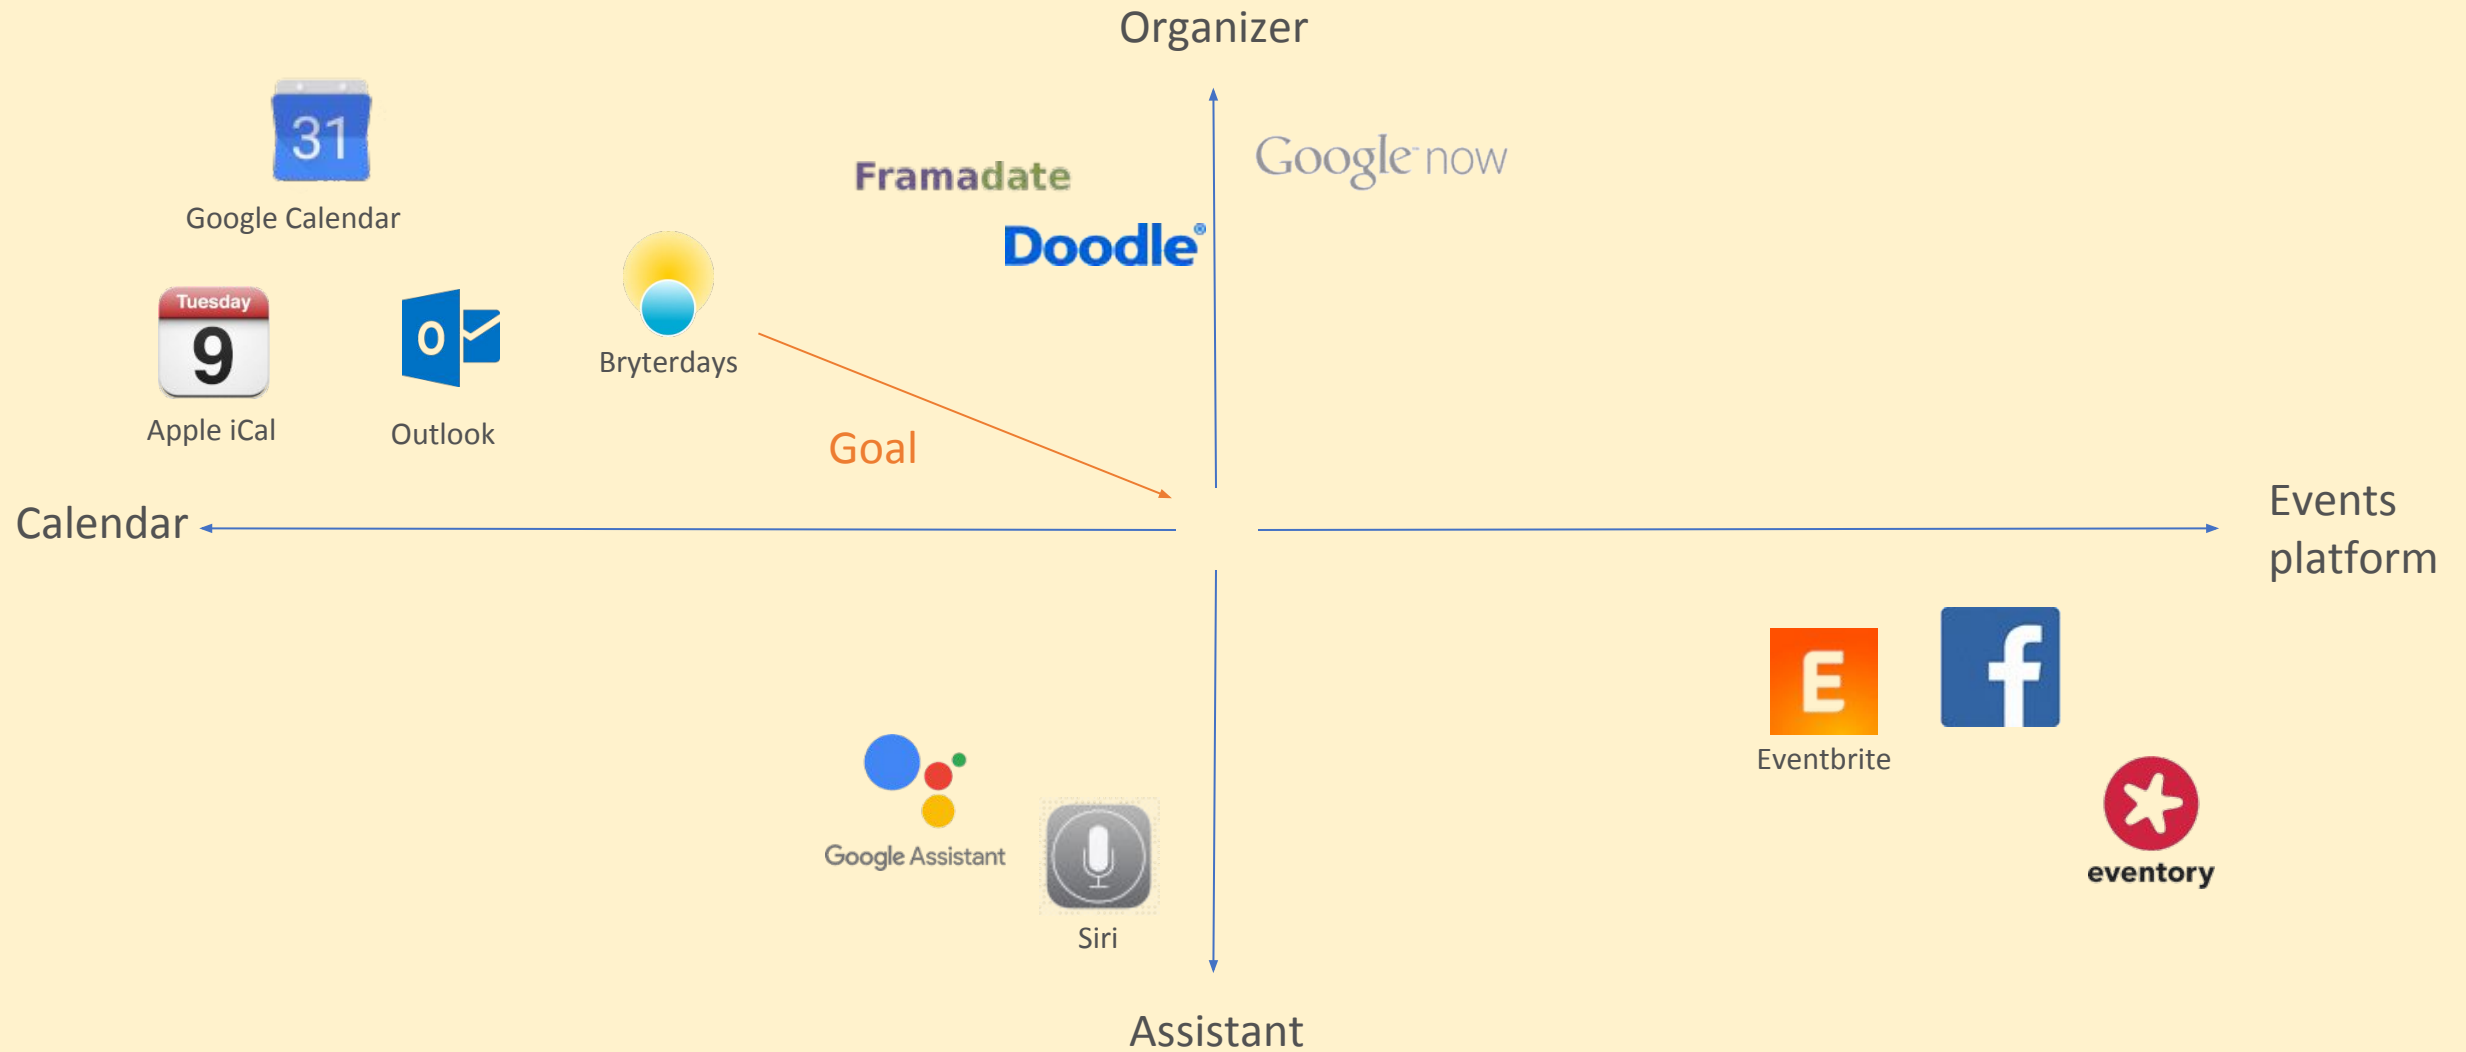 Organizer
31
Google Calendar
Framadate
Google now
Doodle®
Tuesday
9
Apple iCal
O
Outlook
Bryterdays
Goal
Calendar
Events
platform
E
Eventbrite
f
eventory
Google Assistant
Siri
Assistant